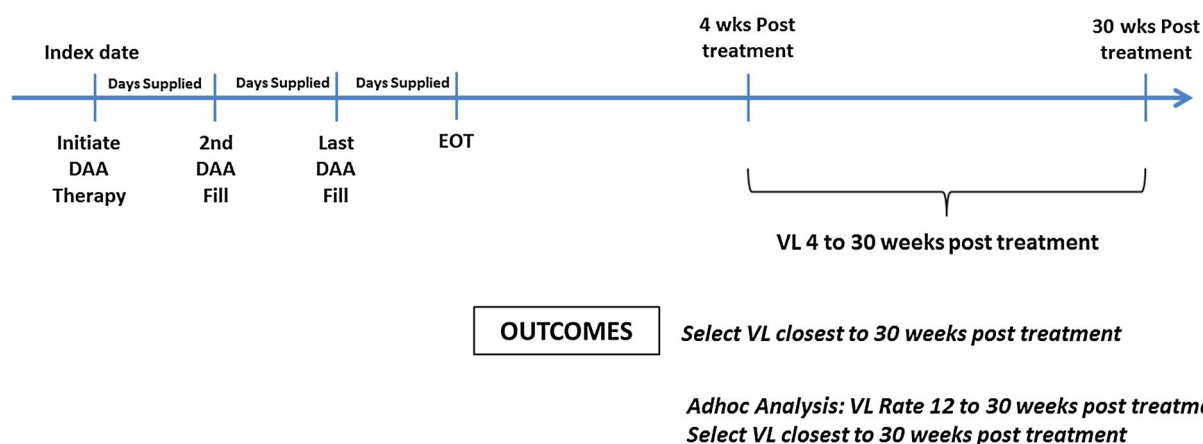 4 wks Post
treatment
30 wks Post
treatment
Index date
Days Supplied
Days Supplied
Days Supplied
Initiate
DAA
Therapy
2nd
DAA
Fill
Last
DAA
Fill
EOT
VL 4 to 30 weeks post treatment
OUTCOMES
Select VL closest to 30 weeks post treatment
Adhoc Analysis: VL Rate 12 to 30 weeks post
Select VL closest to 30 weeks post treatment